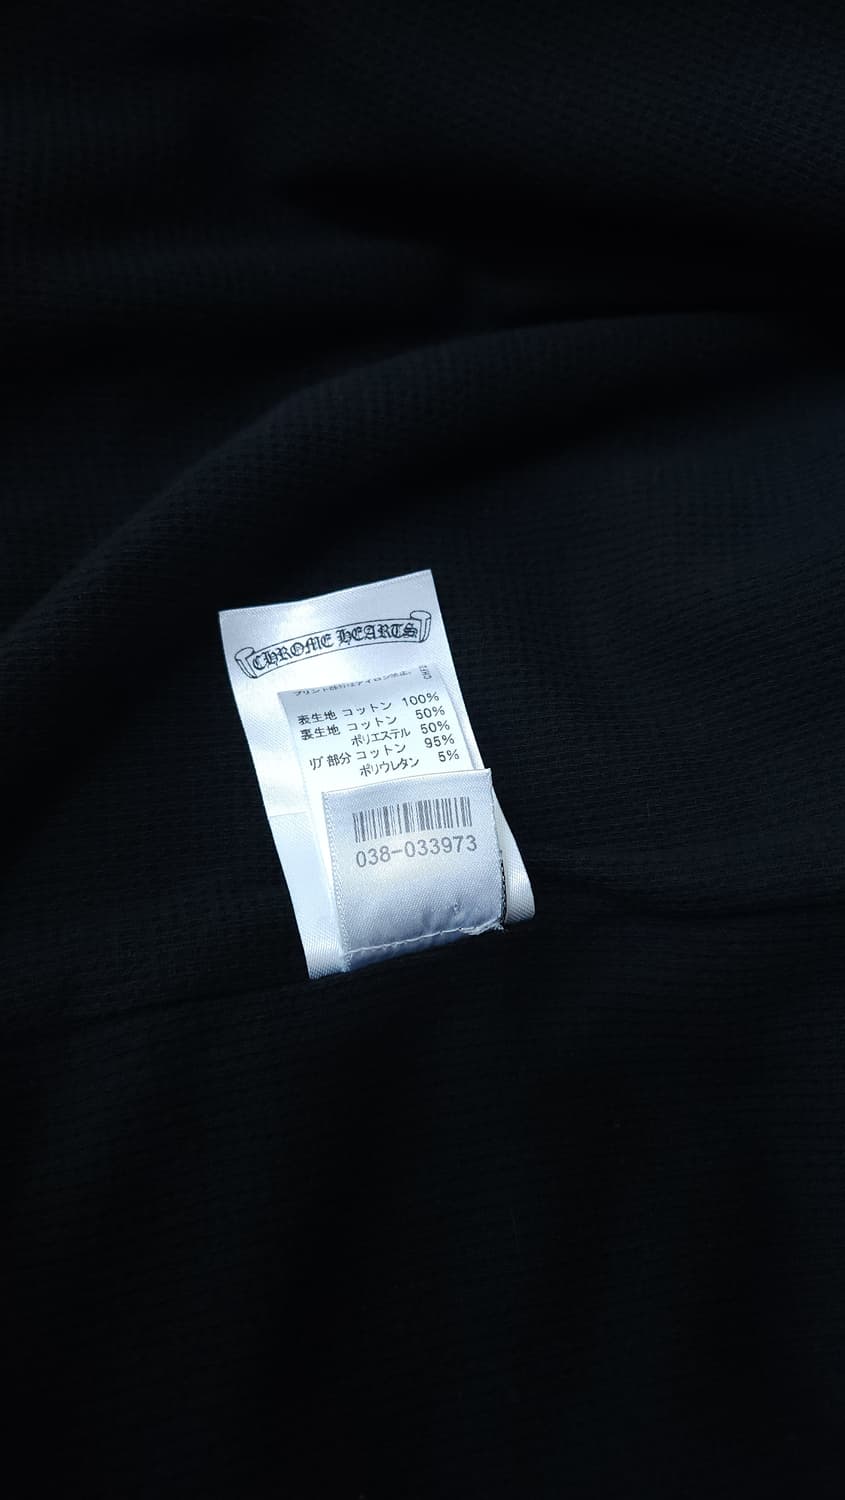 CHROME HEARTS
表生地 コットン 100%
裏生地 コットン 50%
ポリエステル 50%
リブ部分 コットン 95%
ポリウレタン 5%
038-033973